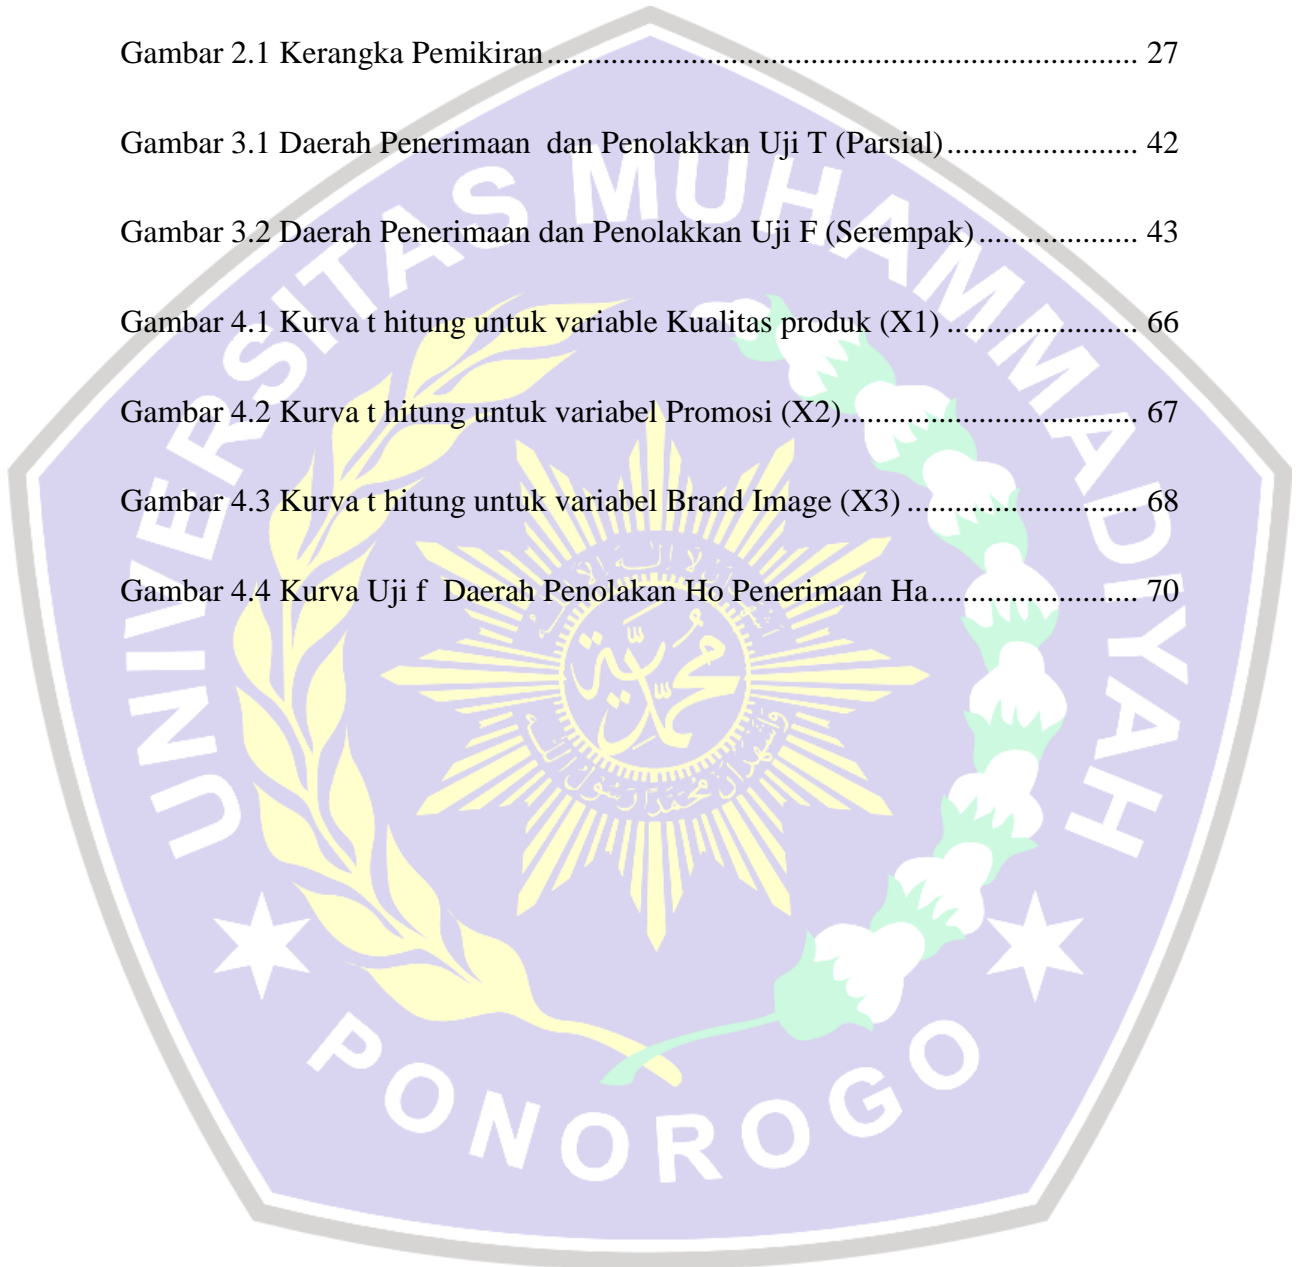 Gambar 2.1 Kerangka Pemikiran........................................................................... 27
Gambar 3.1 Daerah Penerimaan  dan Penolakkan Uji T (Parsial)........................ 42
Gambar 3.2 Daerah Penerimaan dan Penolakkan Uji F (Serempak).................... 43
Gambar 4.1 Kurva t hitung untuk variable Kualitas produk (X1) ........................ 66
Gambar 4.2 Kurva t hitung untuk variabel Promosi (X2)..................................... 67
Gambar 4.3 Kurva t hitung untuk variabel Brand Image (X3) ............................. 68
Gambar 4.4 Kurva Uji f  Daerah Penolakan Ho Penerimaan Ha.......................... 70
UNIVERSITAS MUHAMMADIYAH
PONOROGO
محمدية